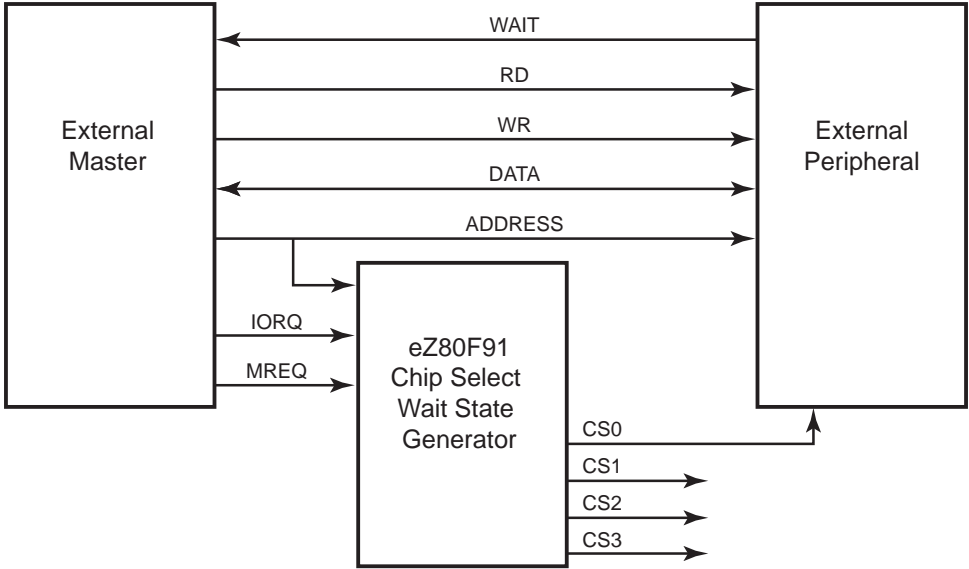 WAIT
RD
WR
DATA
ADDRESS
External
Master
External
Peripheral
IORQ
MREQ
eZ80F91
Chip Select
Wait State
Generator
CS0
CS1
CS2
CS3